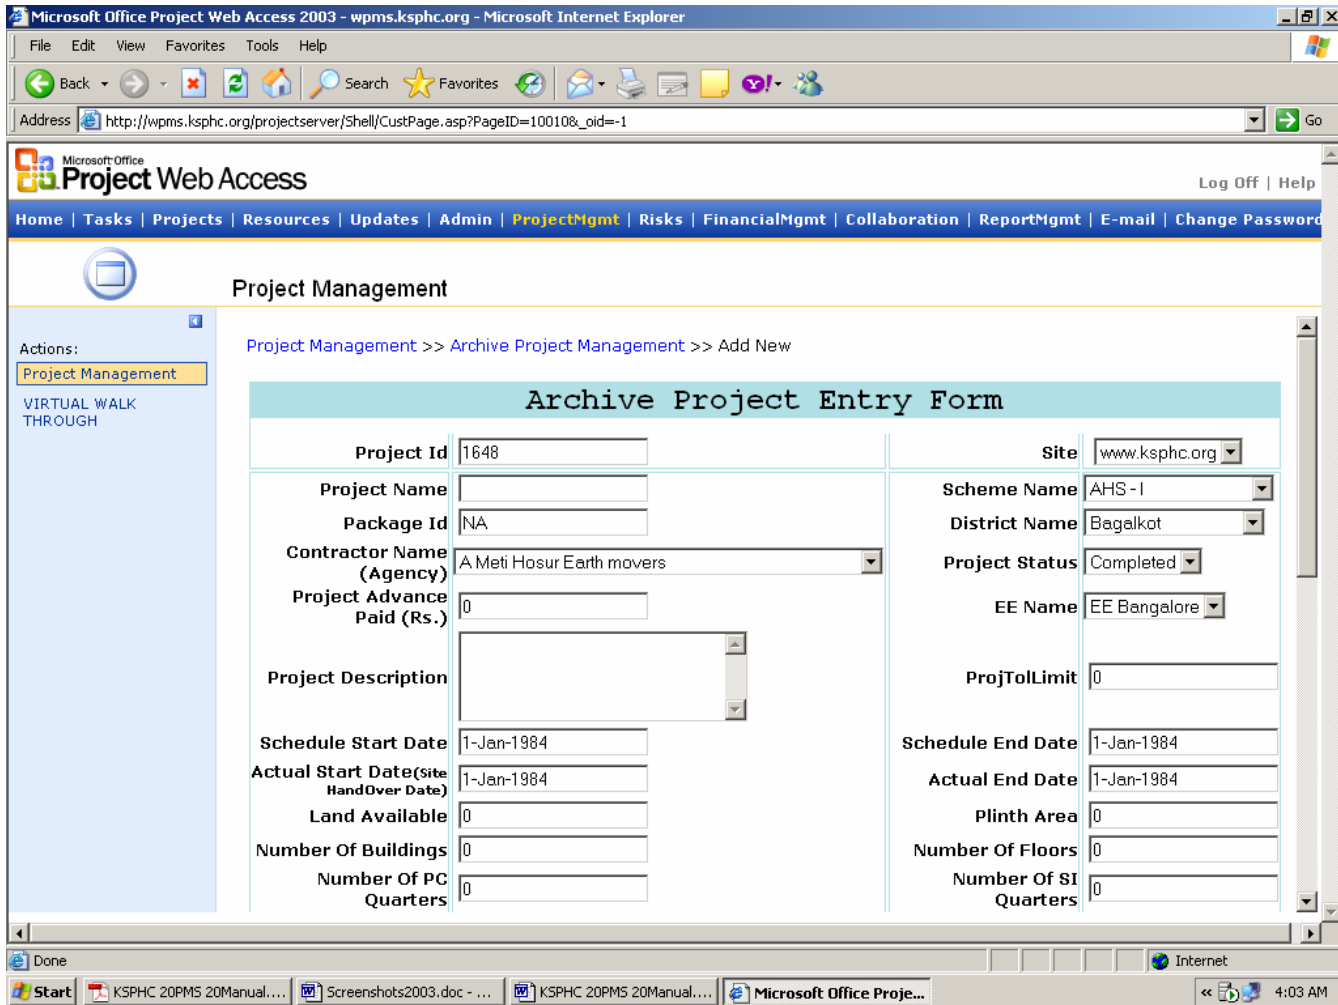 Microsoft Office Project Web Access 2003 - wpms.ksphc.org - Microsoft Internet Explorer
File Edit View Favorites Tools Help
Back Search Favorites
Address http://wpms.ksphc.org/projectserver/Shell/CustPage.asp?PageID=10010&_oid=-1 Go
Microsoft Office
Project Web Access
Log Off | Help
Home | Tasks | Projects | Resources | Updates | Admin | ProjectMgmt | Risks | FinancialMgmt | Collaboration | ReportMgmt | E-mail | Change Password
Project Management
Actions:
Project Management
VIRTUAL WALK
THROUGH
Project Management >> Archive Project Management >> Add New
Archive Project Entry Form
Project Id 1648 Site www.ksphc.org
Project Name Scheme Name AHS - I
Package Id NA District Name Bagalkot
Contractor Name
(Agency) A Meti Hosur Earth movers Project Status Completed
Project Advance
Paid (Rs.) 0 EE Name EE Bangalore
Project Description ProjTolLimit 0
Schedule Start Date 1-Jan-1984 Schedule End Date 1-Jan-1984
Actual Start Date(Site
HandOver Date) 1-Jan-1984 Actual End Date 1-Jan-1984
Land Available 0 Plinth Area 0
Number Of Buildings 0 Number Of Floors 0
Number Of PC
Quarters 0 Number Of SI
Quarters 0
Done Internet
Start KSPHC 20PMS 20Manual.... Screenshots2003.doc - ... KSPHC 20PMS 20Manual.... Microsoft Office Proje... « 4:03 AM